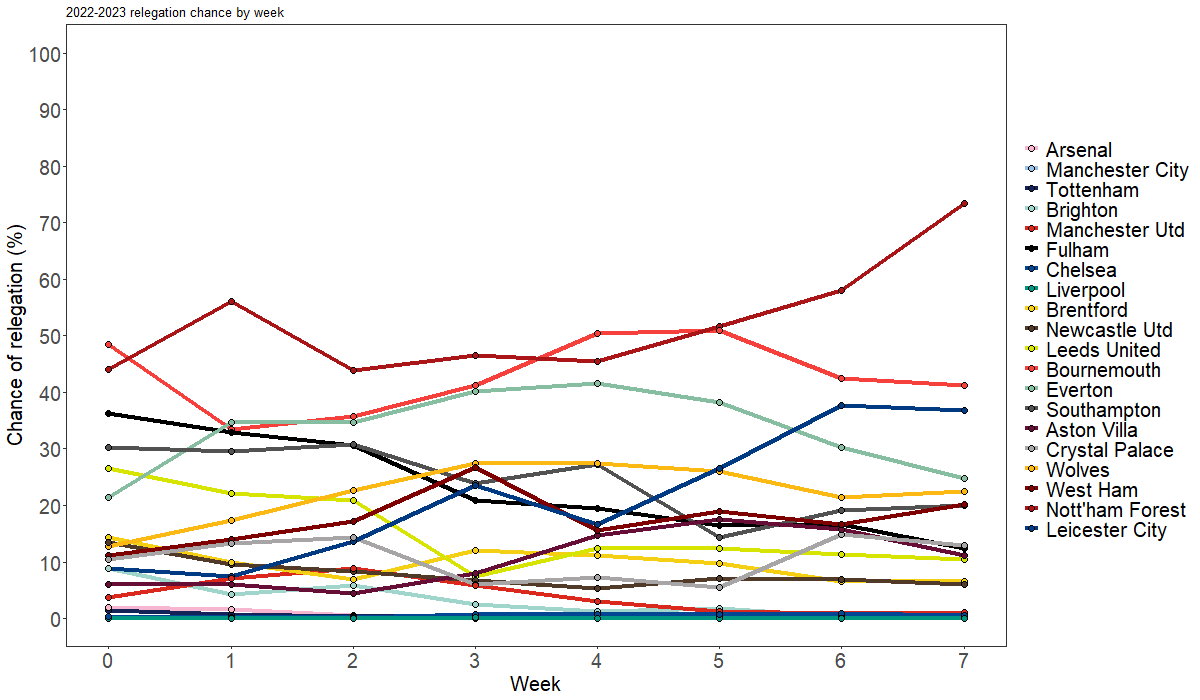 2022-2023 relegation chance by week
100
90
80
70
60
50
40
30
20
10
0
Chance of relegation (%)
0 1 2 3 4 5 6 7
Week
Arsenal
Manchester City
Tottenham
Brighton
Manchester Utd
Fulham
Chelsea
Liverpool
Brentford
Newcastle Utd
Leeds United
Bournemouth
Everton
Southampton
Aston Villa
Crystal Palace
Wolves
West Ham
Nott'ham Forest
Leicester City